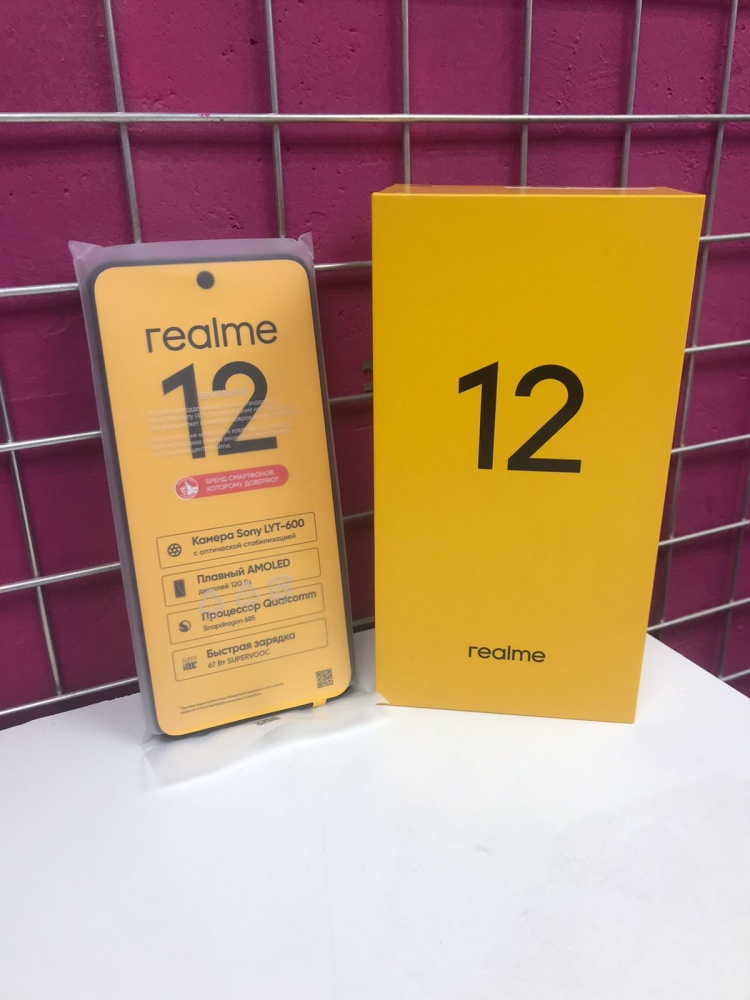 realme
12
БРЕНД СМАРТФОНОВ,
КОТОРОМУ ДОВЕРЯЮТ
Камера Sony LYT-600
с оптической стабилизацией
Плавный AMOLED
дисплей 120 Гц
Процессор Qualcomm
Snapdragon 685
Быстрая зарядка
67 Вт SUPERVOOC
12
realme